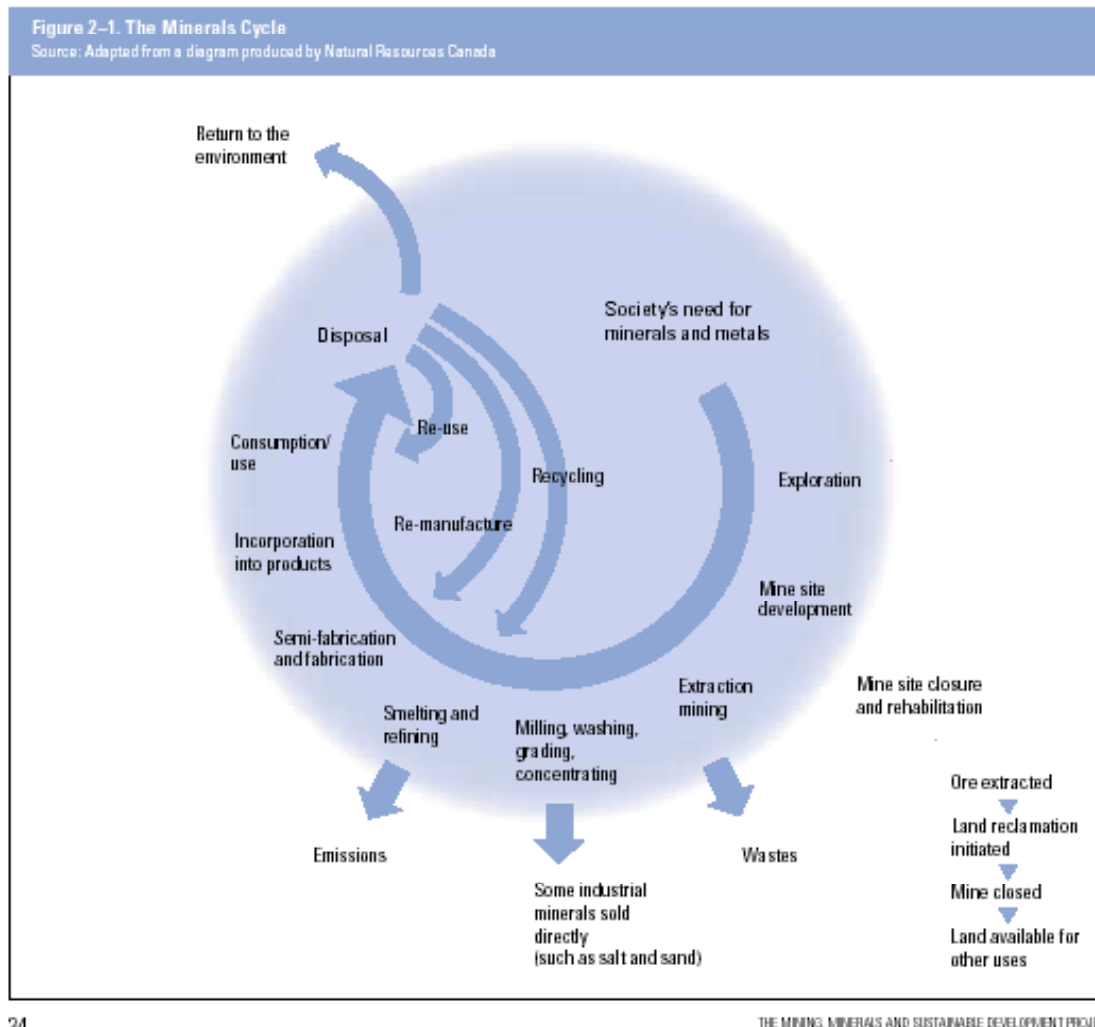 Figure 2–1. The Minerals Cycle
Source: Adapted from a diagram produced by Natural Resources Canada
Return to the
environment
Society's need for
minerals and metals
Disposal
Re-use
Consumption/
use
Recycling
Exploration
Re-manufacture
Incorporation
into products
Mine site
development
Semi-fabrication
and fabrication
Extraction
mining
Mine site closure
and rehabilitation
Smelting and
refining
Milling, washing,
grading,
concentrating
Ore extracted
Land reclamation
initiated
Emissions
Wastes
Some industrial
minerals sold
directly
(such as salt and sand)
Mine closed
Land available for
other uses
THE MINING, MINERALS AND SUSTAINABLE DEVELOPMENT